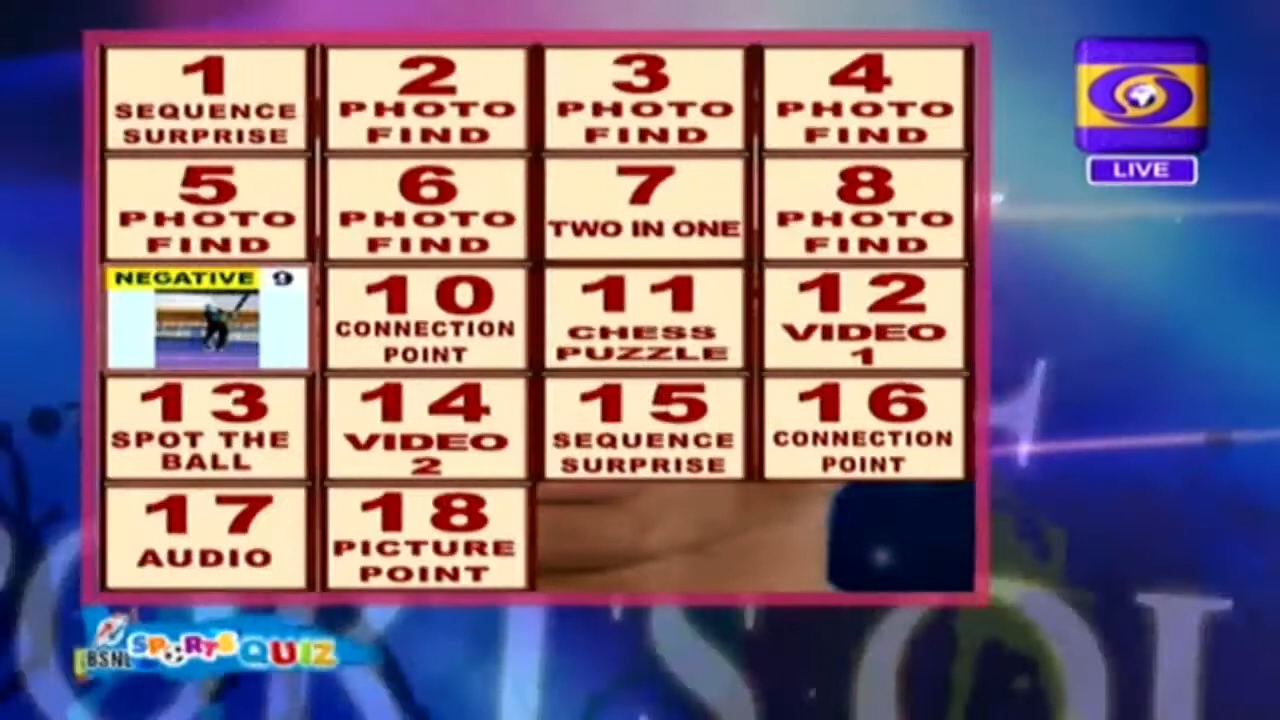 1
SEQUENCE
SURPRISE
2
PHOTO
FIND
3
PHOTO
FIND
4
PHOTO
FIND
LIVE
5
PHOTO
FIND
6
PHOTO
FIND
7
TWO IN ONE
8
PHOTO
FIND
NEGATIVE 9
10
CONNECTION
POINT
11
CHESS
PUZZLE
12
VIDEO
1
13
SPOT THE
BALL
14
VIDEO
2
15
SEQUENCE
SURPRISE
16
CONNECTION
POINT
17
AUDIO
18
PICTURE
POINT
BSNL SPORTS QUIZ